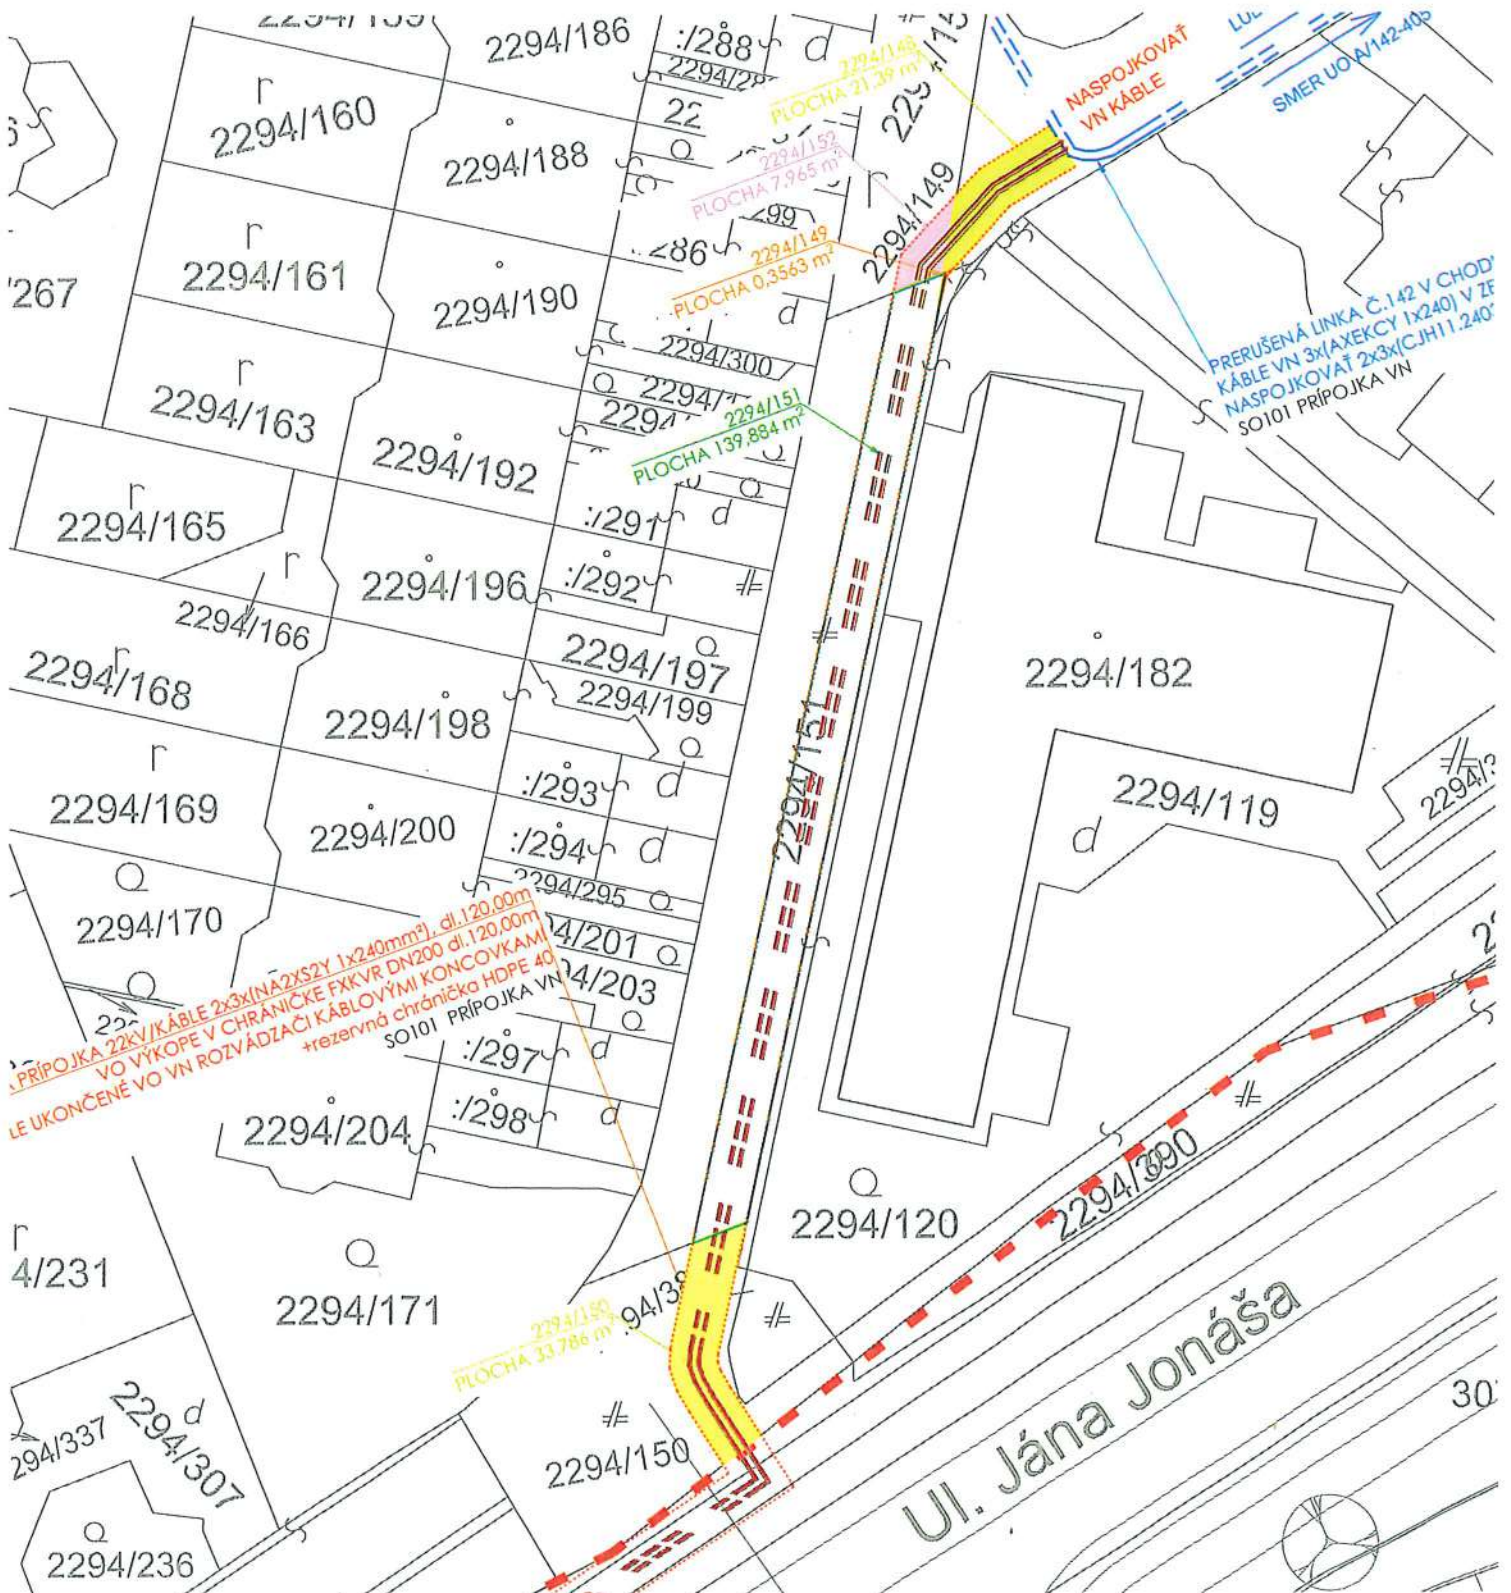 2294/186
:/288
d
2294/148
PLOCHA 21.39 m²
NASPOJKOVAŤ
VN KÁBLE
SMER UO A/142-405
r
2294/160
2294/188
22
Q
2294/152
PLOCHA 7.965 m²
r
2294/149
r
2294/161
2294/190
2294/149
PLOCHA 0,3563 m²
d
'267
PRERUŠENÁ LINKA Č.142 V CHOD
KÁBLE VN 3x(AXEKCY 1x240) V
NASPOJKOVAŤ 2x3x(CJH11.240
SO101 PRÍPOJKA VN
r
2294/163
2294/300
Q
2294/151
PLOCHA 139,884 m²
2294/192
Q
r
2294/165
:/291
d
r
2294/196
:/292
2294/166
2294/197
Q
2294/182
r
2294/168
2294/199
2294/198
Q
2294/151
r
2294/169
:/293
d
2294/119
d
2294/200
:/294
d
2294/295
Q
Q
2294/170
Q
PRÍPOJKA 22kV/KÁBLE 2x3x(NA2XS2Y 1x240mm²), dl.120,00m
VO VÝKOPE V CHRÁNIČKE FXKVR DN200 dl.120,00m
LE UKONČENÉ VO VN ROZVÁDZAČI KÁBLOVÝMI KONCOVKAMI
+rezervná chránička HDPE 40
SO101 PRÍPOJKA VN
4/201
Q
4/203
Q
:/297
d
:/298
d
2294/204
2294/390
Q
2294/120
r
4/231
Q
2294/171
2294/150
PLOCHA 33.786 m²
Ul. Jána Jonáša
30
294/337
d
2294/307
2294/150
Q
2294/236